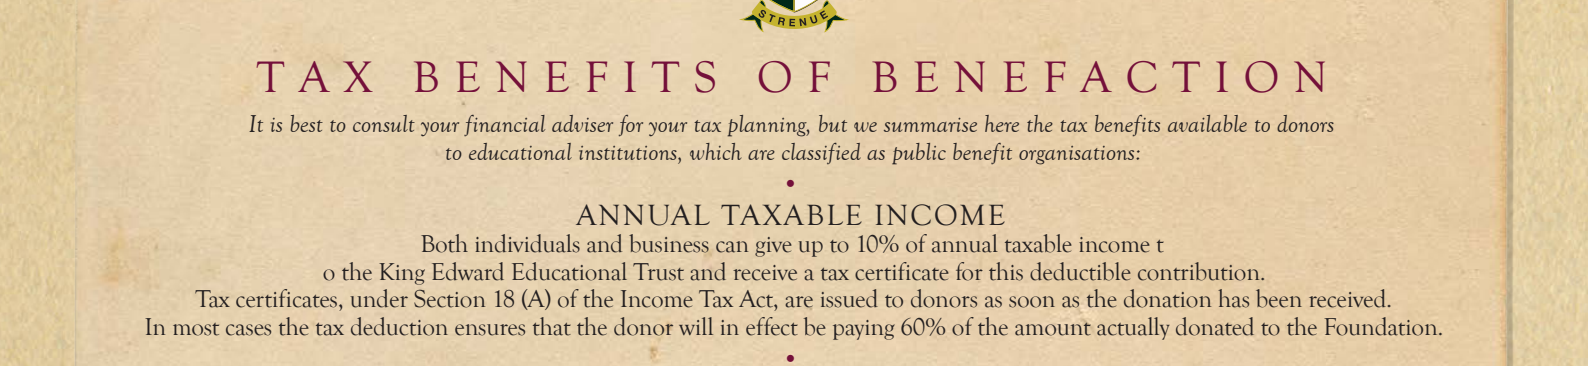 STRENUE
TAX BENEFITS OF BENEFACTION
It is best to consult your financial adviser for your tax planning, but we summarise here the tax benefits available to donors
to educational institutions, which are classified as public benefit organisations:
•
ANNUAL TAXABLE INCOME
Both individuals and business can give up to 10% of annual taxable income t
o the King Edward Educational Trust and receive a tax certificate for this deductible contribution.
Tax certificates, under Section 18 (A) of the Income Tax Act, are issued to donors as soon as the donation has been received.
In most cases the tax deduction ensures that the donor will in effect be paying 60% of the amount actually donated to the Foundation.
•